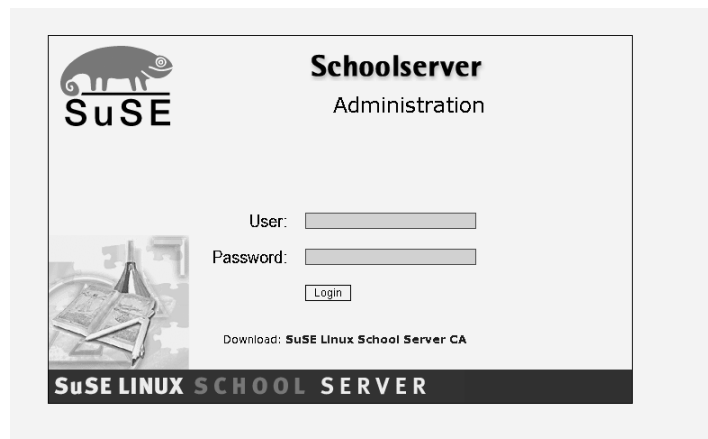 SuSE
Schoolserver
Administration
User:
Password:
Login
Download: SuSE Linux School Server CA
SuSE LINUX SCHOOL SERVER